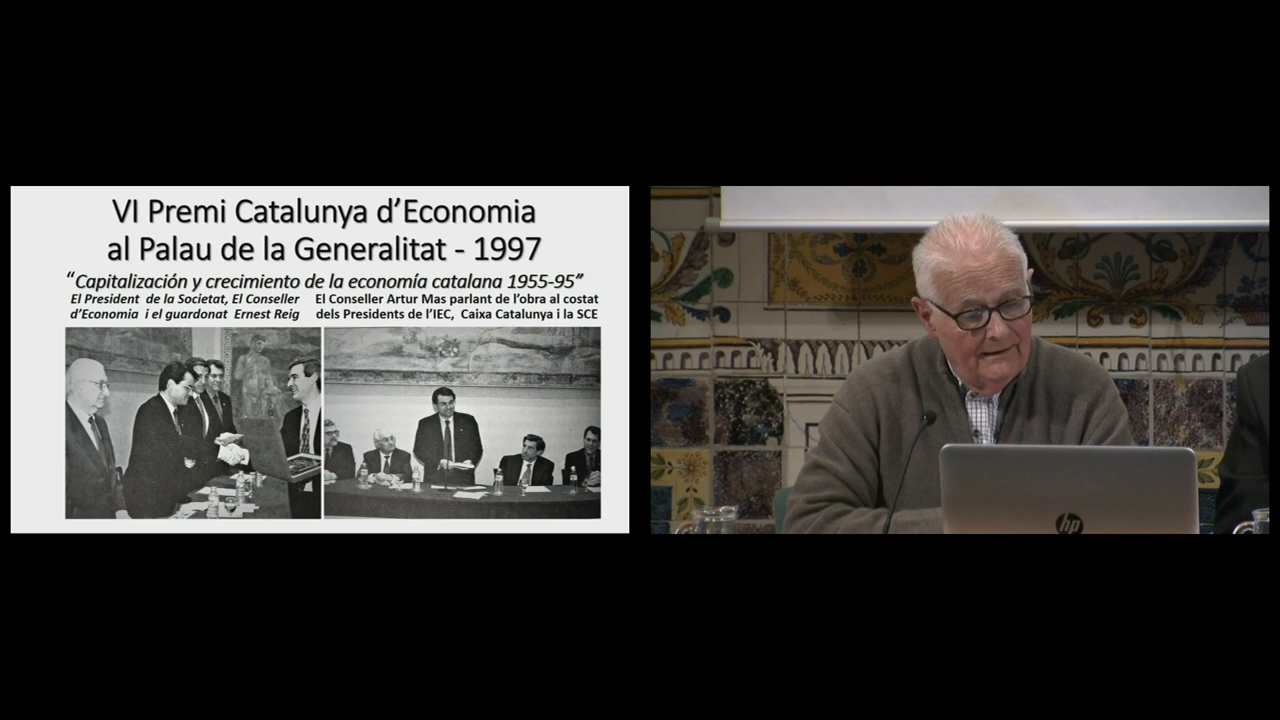 VI Premi Catalunya d’Economia
al Palau de la Generalitat - 1997
“Capitalización y crecimiento de la economía catalana 1955-95”
El President de la Societat, El Conseller
d’Economia i el guardonat Ernest Reig
El Conseller Artur Mas parlant de l’obra al costat
dels Presidents de l’IEC, Caixa Catalunya i la SCE
hp